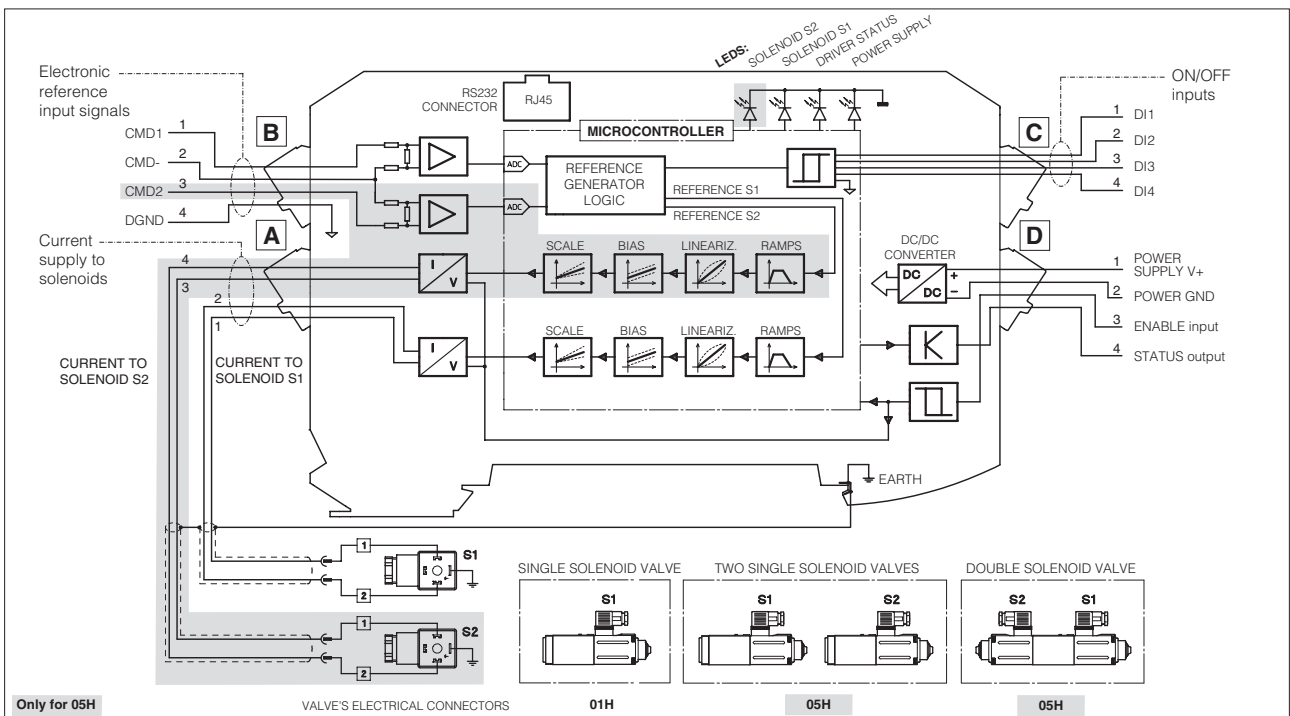 LEDS:
SOLENOID S2
SOLENOID S1
DRIVER STATUS
POWER SUPPLY
Electronic
reference
input signals
RS232
CONNECTOR
RJ45
ON/OFF
inputs
MICROCONTROLLER
B
C
CMD1 1
CMD- 2
CMD2 3
DGND 4
1 DI1
2 DI2
3 DI3
4 DI4
ADC
ADC
REFERENCE
GENERATOR
LOGIC
REFERENCE S1
REFERENCE S2
A
D
Current
supply to
solenoids
4
3
2
1
I
V
SCALE
BIAS
LINEARIZ.
RAMPS
DC/DC
CONVERTER
DC
DC
+
-
1 POWER
SUPPLY V+
2 POWER GND
3 ENABLE input
4 STATUS output
I
V
SCALE
BIAS
LINEARIZ.
RAMPS
CURRENT TO
SOLENOID S2
CURRENT TO
SOLENOID S1
EARTH
1
2
S1
1
2
S2
SINGLE SOLENOID VALVE
S1
TWO SINGLE SOLENOID VALVES
S1
S2
DOUBLE SOLENOID VALVE
S2
S1
Only for 05H
VALVE'S ELECTRICAL CONNECTORS
01H
05H
05H